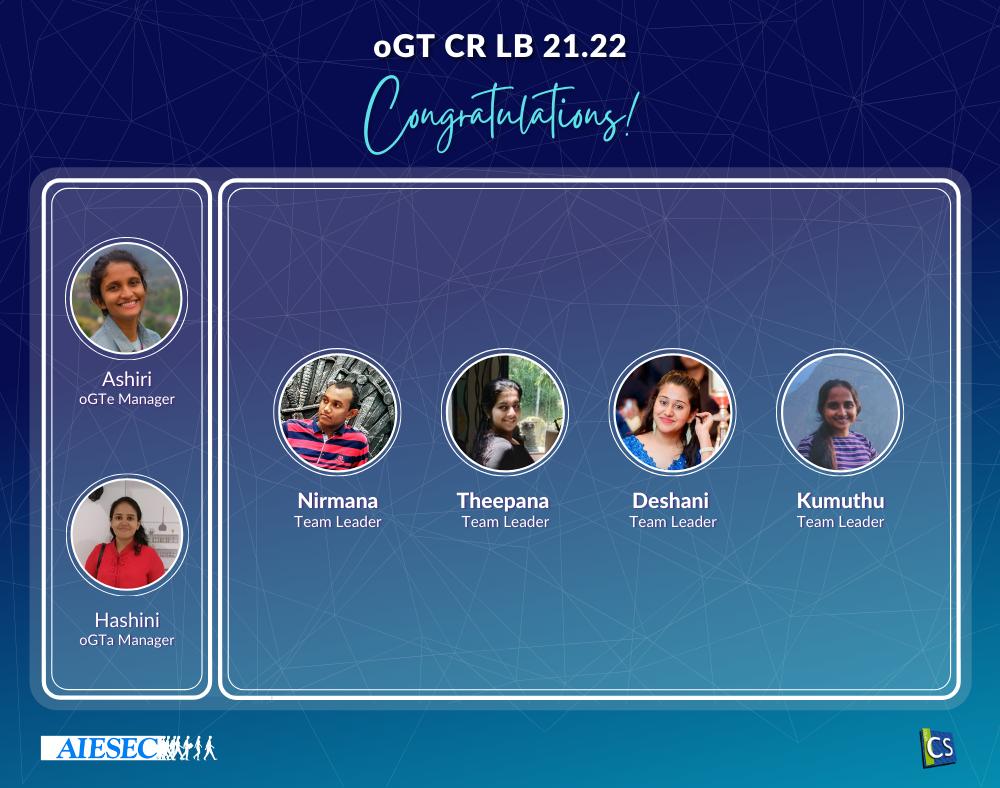 oGT CR LB 21.22
Congratulations!
Ashiri
oGTe Manager
Hashini
oGTa Manager
Nirmana
Team Leader
Theepana
Team Leader
Deshani
Team Leader
Kumuthu
Team Leader
AIESEC
CS